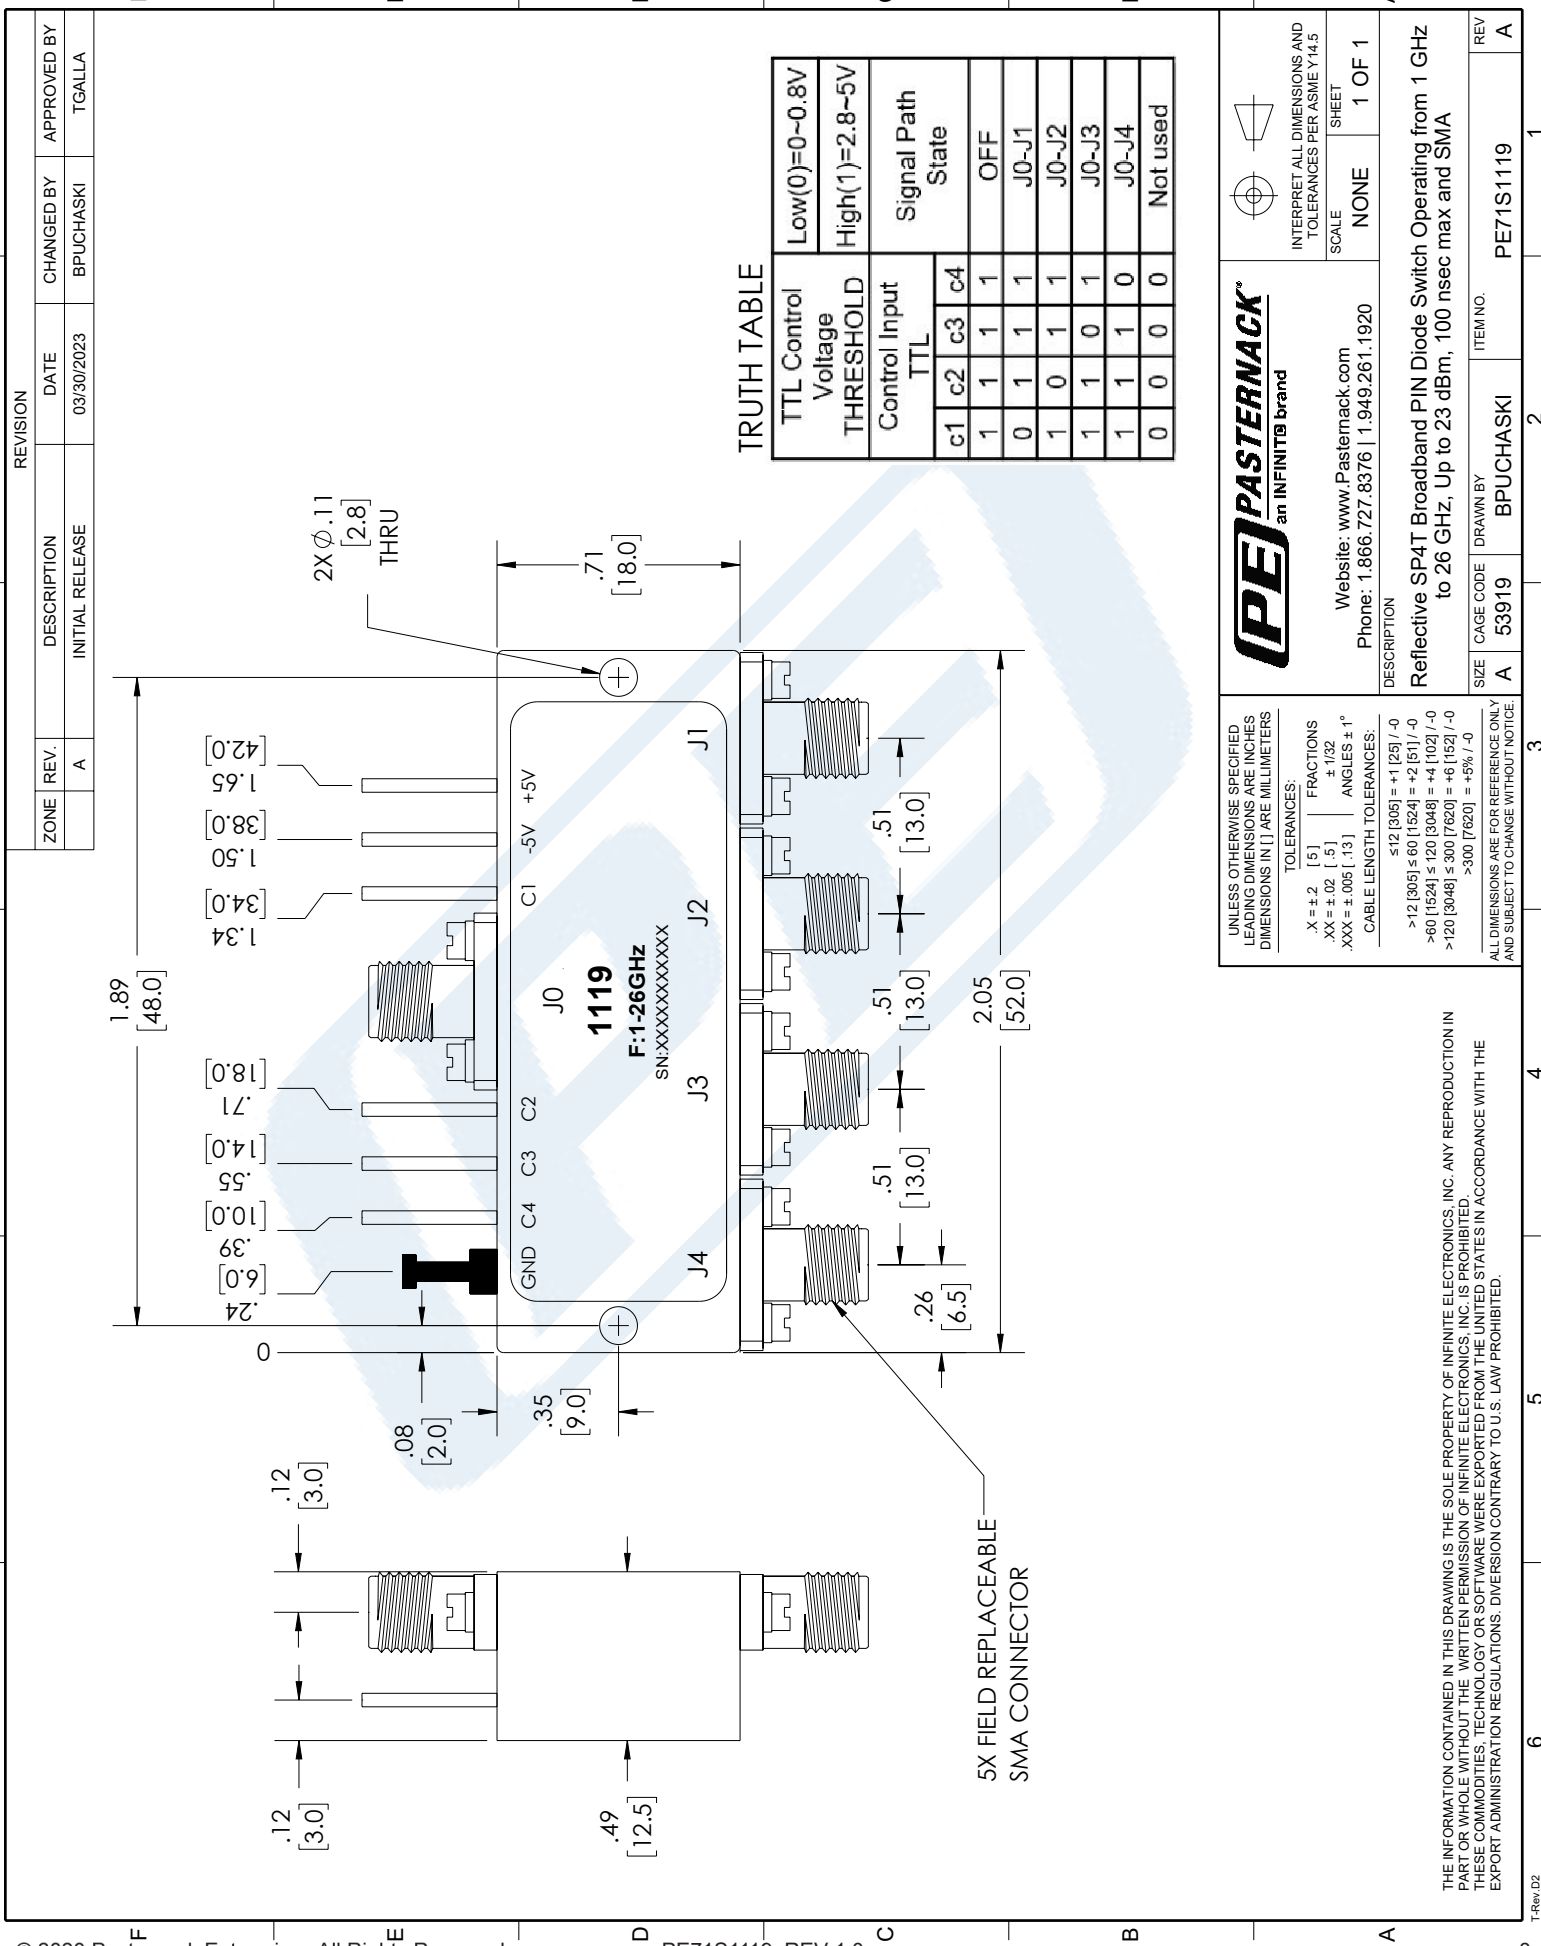 REVISION
ZONE REV. DESCRIPTION DATE CHANGED BY APPROVED BY
A INITIAL RELEASE 03/30/2023 BPUCHASKI TGALLA
1.89
[48.0]
0
.24
[6.0]
.39
[10.0]
.55
[14.0]
.71
[18.0]
1.34
[34.0]
1.50
[38.0]
1.65
[42.0]
2X Ø .11
[2.8]
THRU
.12
[3.0]
.12
[3.0]
.08
[2.0]
.35
[9.0]
.49
[12.5]
.71
[18.0]
GND C4 C3 C2 C1 -5V +5V
J0
1119
F:1-26GHz
SN:XXXXXXXXXX
J4 J3 J2 J1
.26
[6.5]
.51
[13.0]
.51
[13.0]
.51
[13.0]
2.05
[52.0]
5X FIELD REPLACEABLE
SMA CONNECTOR
TRUTH TABLE
TTL Control
Voltage
THRESHOLD
Low(0)=0~0.8V
High(1)=2.8~5V
Control Input
TTL
Signal Path
State
c1 c2 c3 c4
1 1 1 1 OFF
0 1 1 1 J0-J1
1 0 1 1 J0-J2
1 1 0 1 J0-J3
1 1 1 0 J0-J4
0 0 0 0 Not used
UNLESS OTHERWISE SPECIFIED
LEADING DIMENSIONS ARE INCHES
DIMENSIONS IN [ ] ARE MILLIMETERS
TOLERANCES:
.X = ±.2 [5] FRACTIONS
.XX = ±.02 [.5] ± 1/32
.XXX = ±.005 [.13] ANGLES ± 1°
CABLE LENGTH TOLERANCES:
≤12 [305] = +1 [25] / -0
>12 [305] ≤ 60 [1524] = +2 [51] / -0
>60 [1524] ≤ 120 [3048] = +4 [102] / -0
>120 [3048] ≤ 300 [7620] = +6 [152] / -0
>300 [7620] = +5% / -0
ALL DIMENSIONS ARE FOR REFERENCE ONLY
AND SUBJECT TO CHANGE WITHOUT NOTICE.
PE PASTERNACK®
an INFINIT® brand
Website: www.Pasternack.com
Phone: 1.866.727.8376 | 1.949.261.1920
INTERPRET ALL DIMENSIONS AND
TOLERANCES PER ASME Y14.5
SCALE
NONE
SHEET
1 OF 1
DESCRIPTION
Reflective SP4T Broadband PIN Diode Switch Operating from 1 GHz
to 26 GHz, Up to 23 dBm, 100 nsec max and SMA
SIZE
A
CAGE CODE
53919
DRAWN BY
BPUCHASKI
ITEM NO.
PE71S1119
REV
A
THE INFORMATION CONTAINED IN THIS DRAWING IS THE SOLE PROPERTY OF INFINITE ELECTRONICS, INC. ANY REPRODUCTION IN
PART OR WHOLE WITHOUT THE WRITTEN PERMISSION OF INFINITE ELECTRONICS, INC. IS PROHIBITED.
THESE COMMODITIES, TECHNOLOGY OR SOFTWARE WERE EXPORTED FROM THE UNITED STATES IN ACCORDANCE WITH THE
EXPORT ADMINISTRATION REGULATIONS. DIVERSION CONTRARY TO U.S. LAW PROHIBITED.
T-Rev.D2
6 5 4 3 2 1
F E D C B A